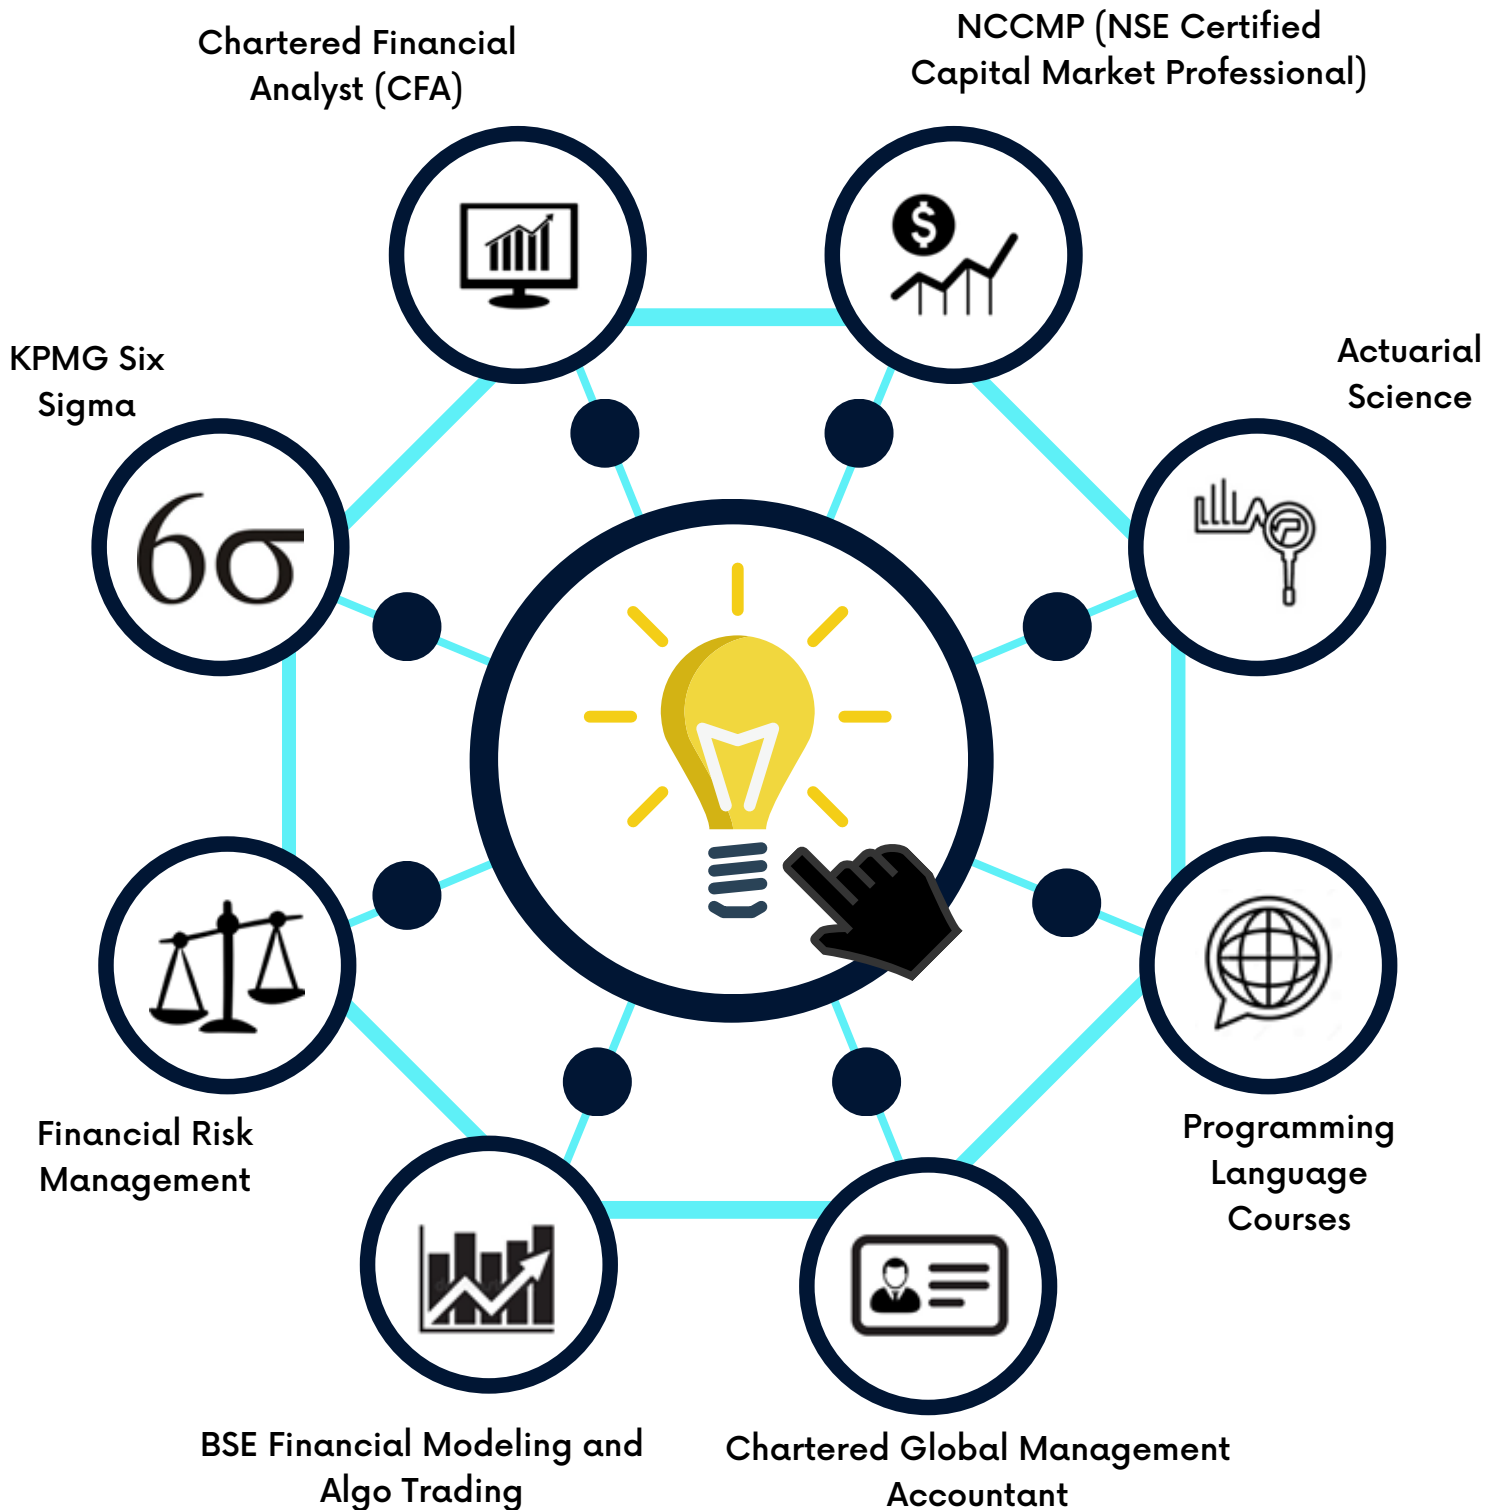 Chartered Financial
Analyst (CFA)
NCCMP (NSE Certified
Capital Market Professional)
KPMG Six
Sigma
Actuarial
Science
6σ
Financial Risk
Management
Programming
Language
Courses
BSE Financial Modeling and
Algo Trading
Chartered Global Management
Accountant
$